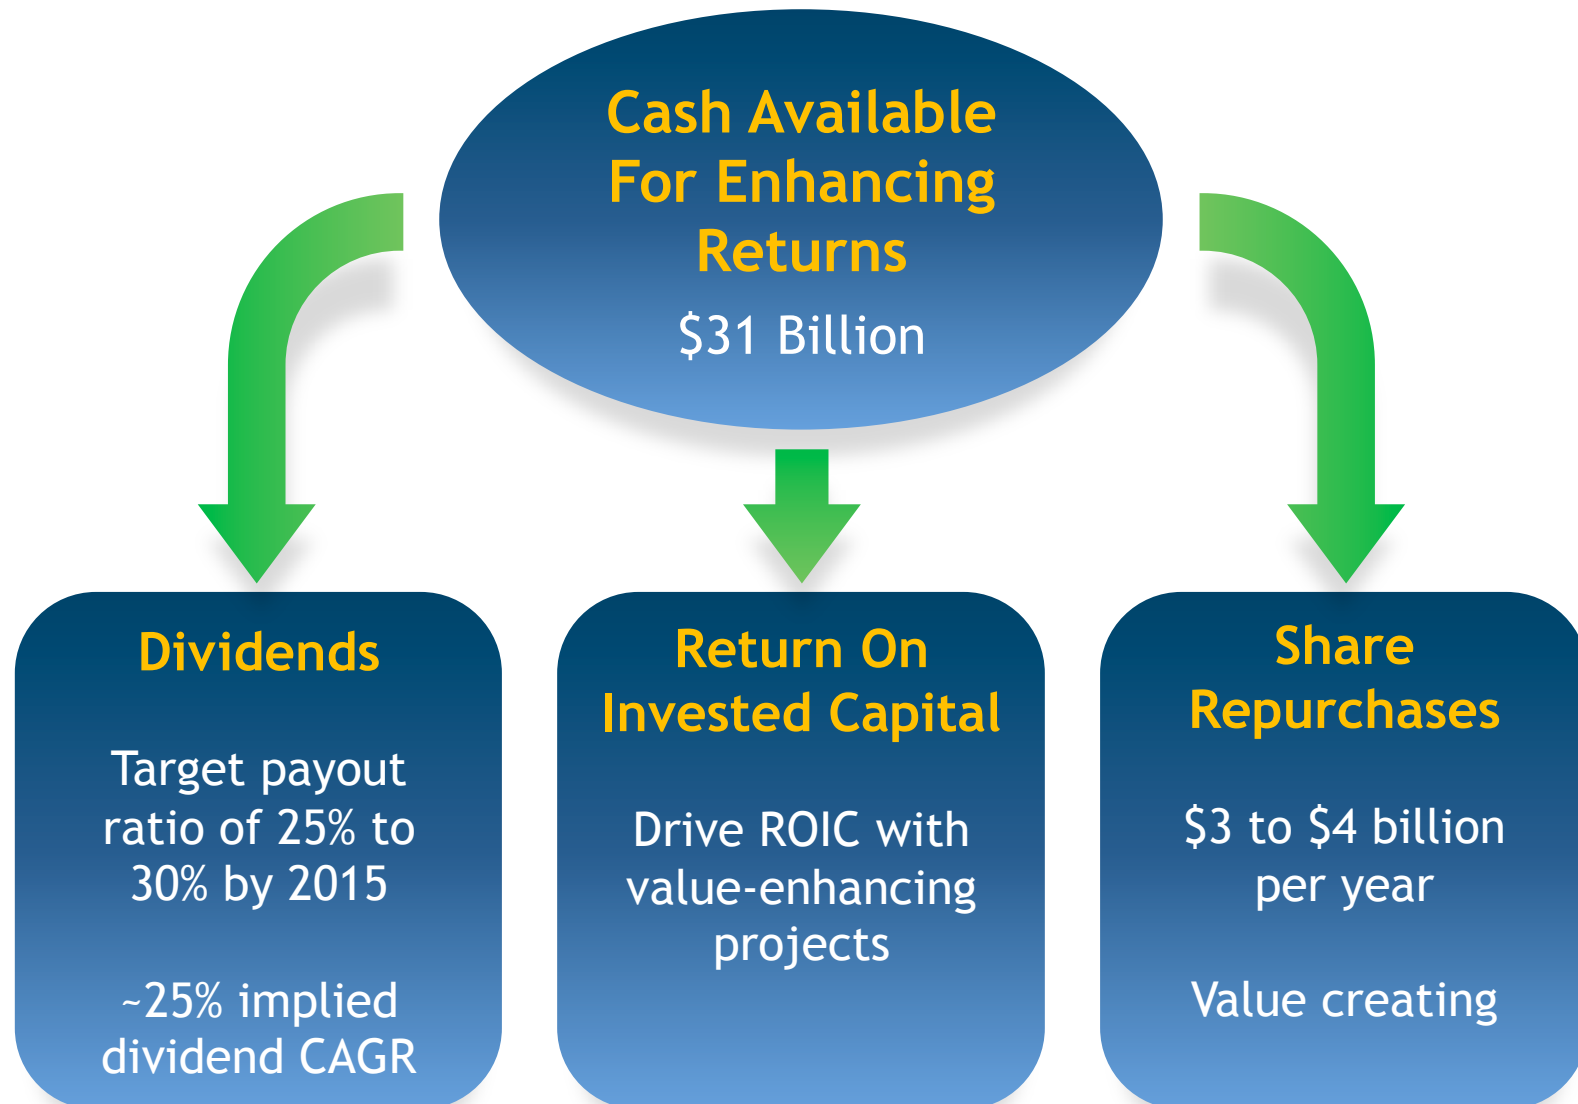 Cash Available
For Enhancing
Returns
$31 Billion
Dividends
Target payout
ratio of 25% to
30% by 2015
~25% implied
dividend CAGR
Return On
Invested Capital
Drive ROIC with
value-enhancing
projects
Share
Repurchases
$3 to $4 billion
per year
Value creating